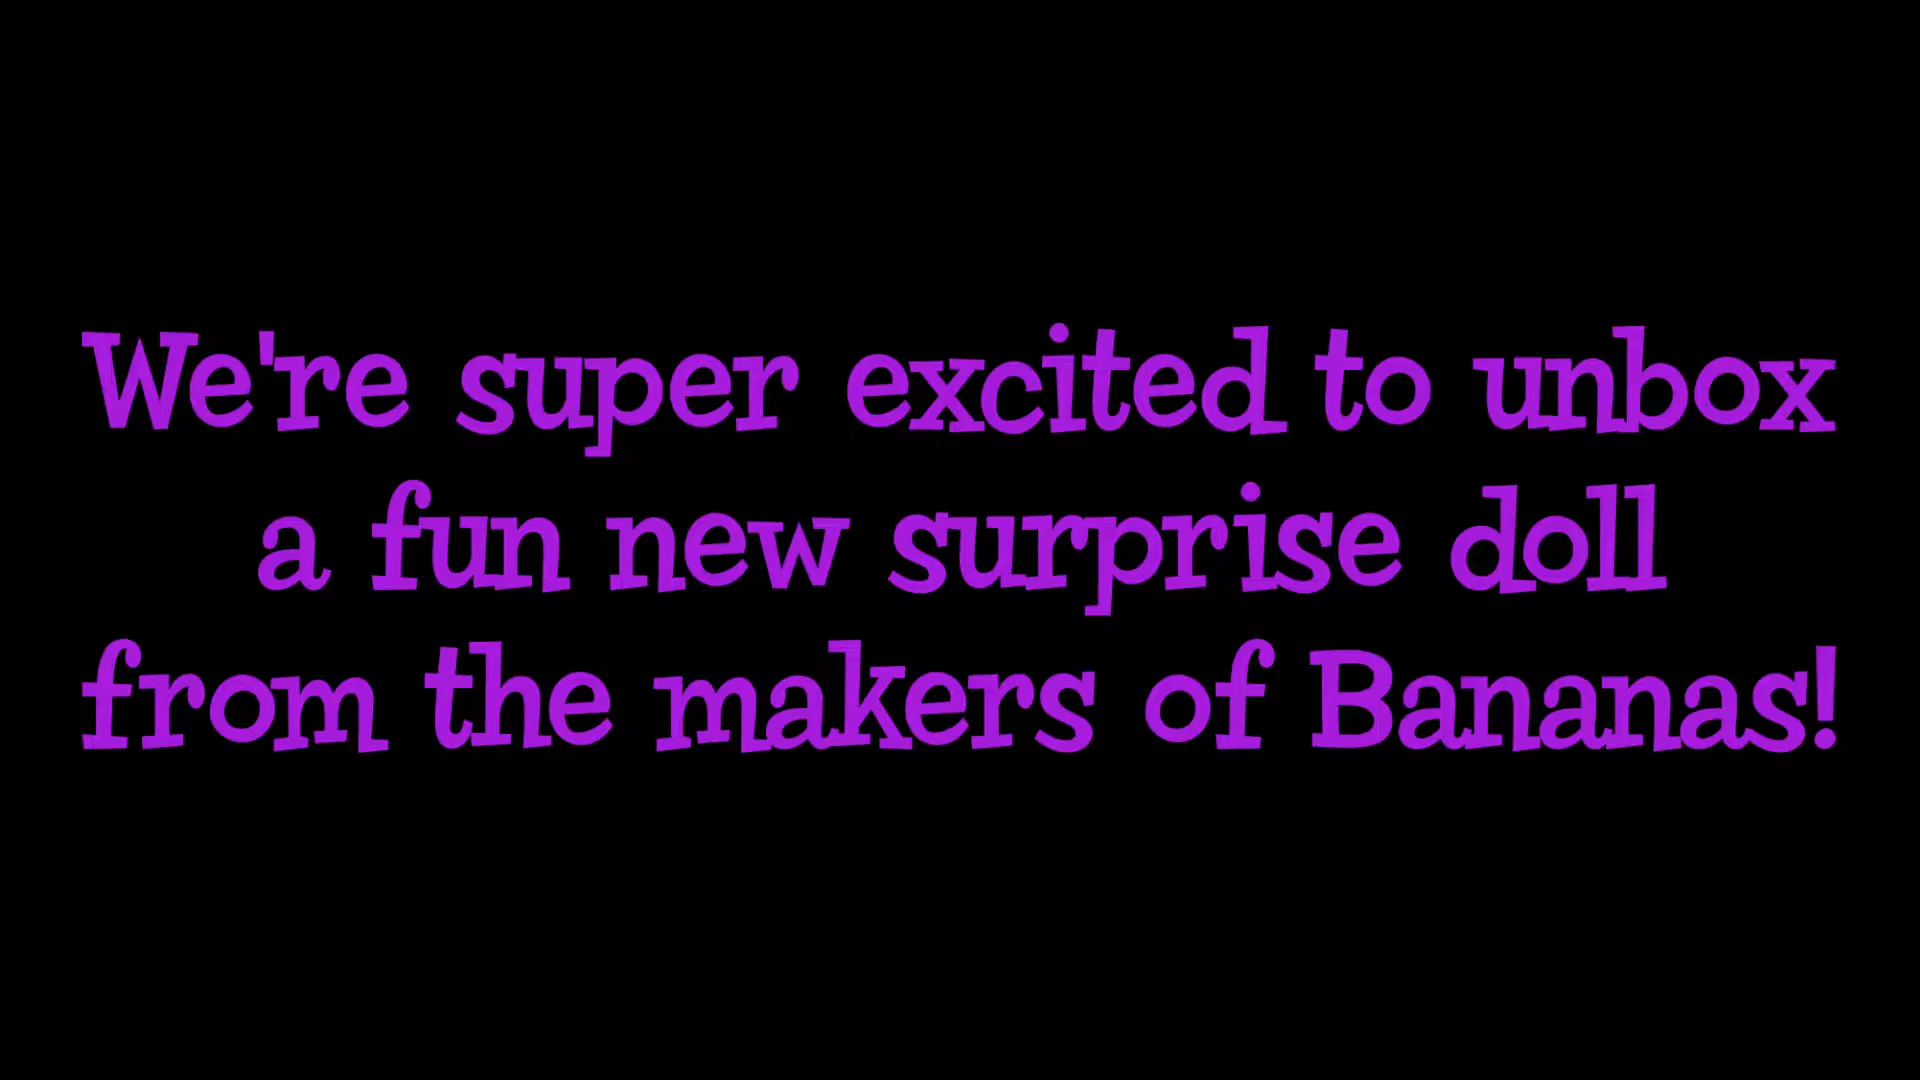 We're super excited to unbox
a fun new surprise doll
from the makers of Bananas!